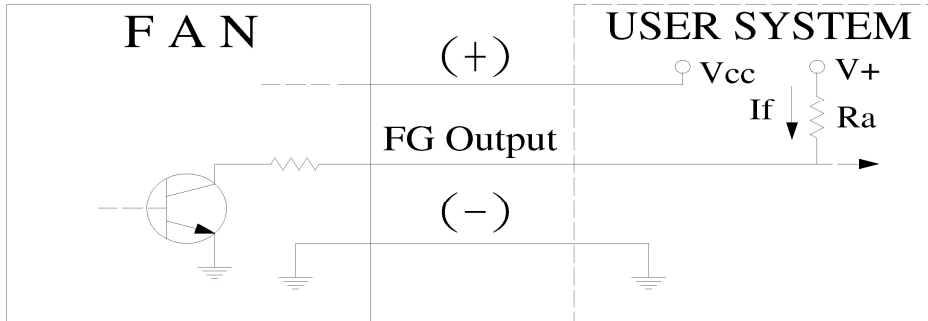 F A N
USER SYSTEM
(+)
Vcc
V+
If
Ra
FG Output
(-)